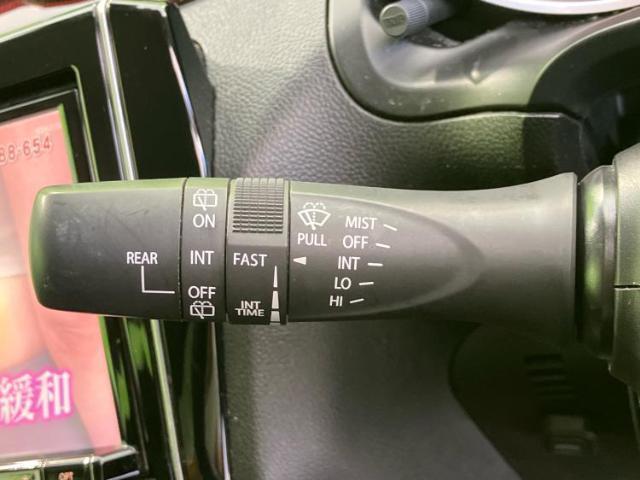 88-654
ON
INT
OFF
REAR
FAST
INT
TIME
PULL
MIST
OFF
INT
LO
HI
緩和